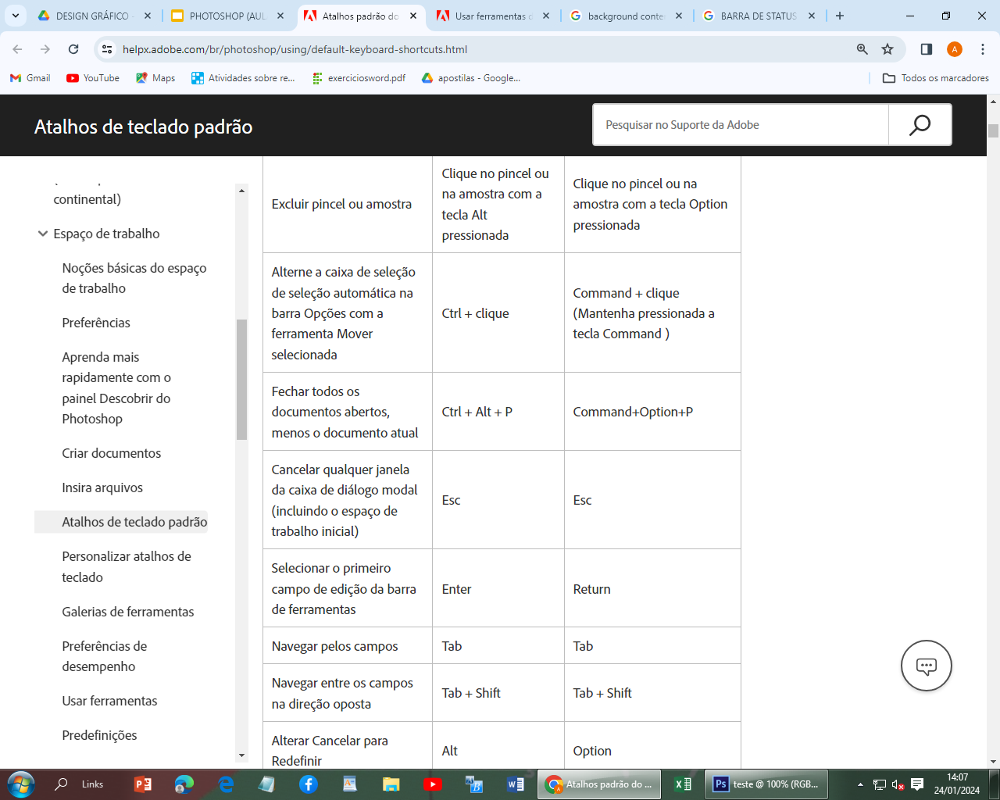 DESIGN GRÁFICO -
PHOTOSHOP (AUL
Atalhos padrão do
Usar ferramentas d
background conte
BARRA DE STATUS
helpx.adobe.com/br/photoshop/using/default-keyboard-shortcuts.html
A
Gmail
YouTube
Maps
Atividades sobre re...
exerciciosword.pdf
apostilas - Google...
Todos os marcadores
Atalhos de teclado padrão
Pesquisar no Suporte da Adobe
continental)
Espaço de trabalho
Noções básicas do espaço
de trabalho
Preferências
Aprenda mais
rapidamente com o
painel Descobrir do
Photoshop
Criar documentos
Insira arquivos
Atalhos de teclado padrão
Personalizar atalhos de
teclado
Galerias de ferramentas
Preferências de
desempenho
Usar ferramentas
Predefinições
Excluir pincel ou amostra
Clique no pincel ou
na amostra com a
tecla Alt
pressionada
Clique no pincel ou na
amostra com a tecla Option
pressionada
Alterne a caixa de seleção
de seleção automática na
barra Opções com a
ferramenta Mover
selecionada
Ctrl + clique
Command + clique
(Mantenha pressionada a
tecla Command )
Fechar todos os
documentos abertos,
menos o documento atual
Ctrl + Alt + P
Command+Option+P
Cancelar qualquer janela
da caixa de diálogo modal
(incluindo o espaço de
trabalho inicial)
Esc
Esc
Selecionar o primeiro
campo de edição da barra
de ferramentas
Enter
Return
Navegar pelos campos
Tab
Tab
Navegar entre os campos
na direção oposta
Tab + Shift
Tab + Shift
Alterar Cancelar para
Redefinir
Alt
Option
Links
Atalhos padrão do ...
teste @ 100% (RGB...
14:07
24/01/2024